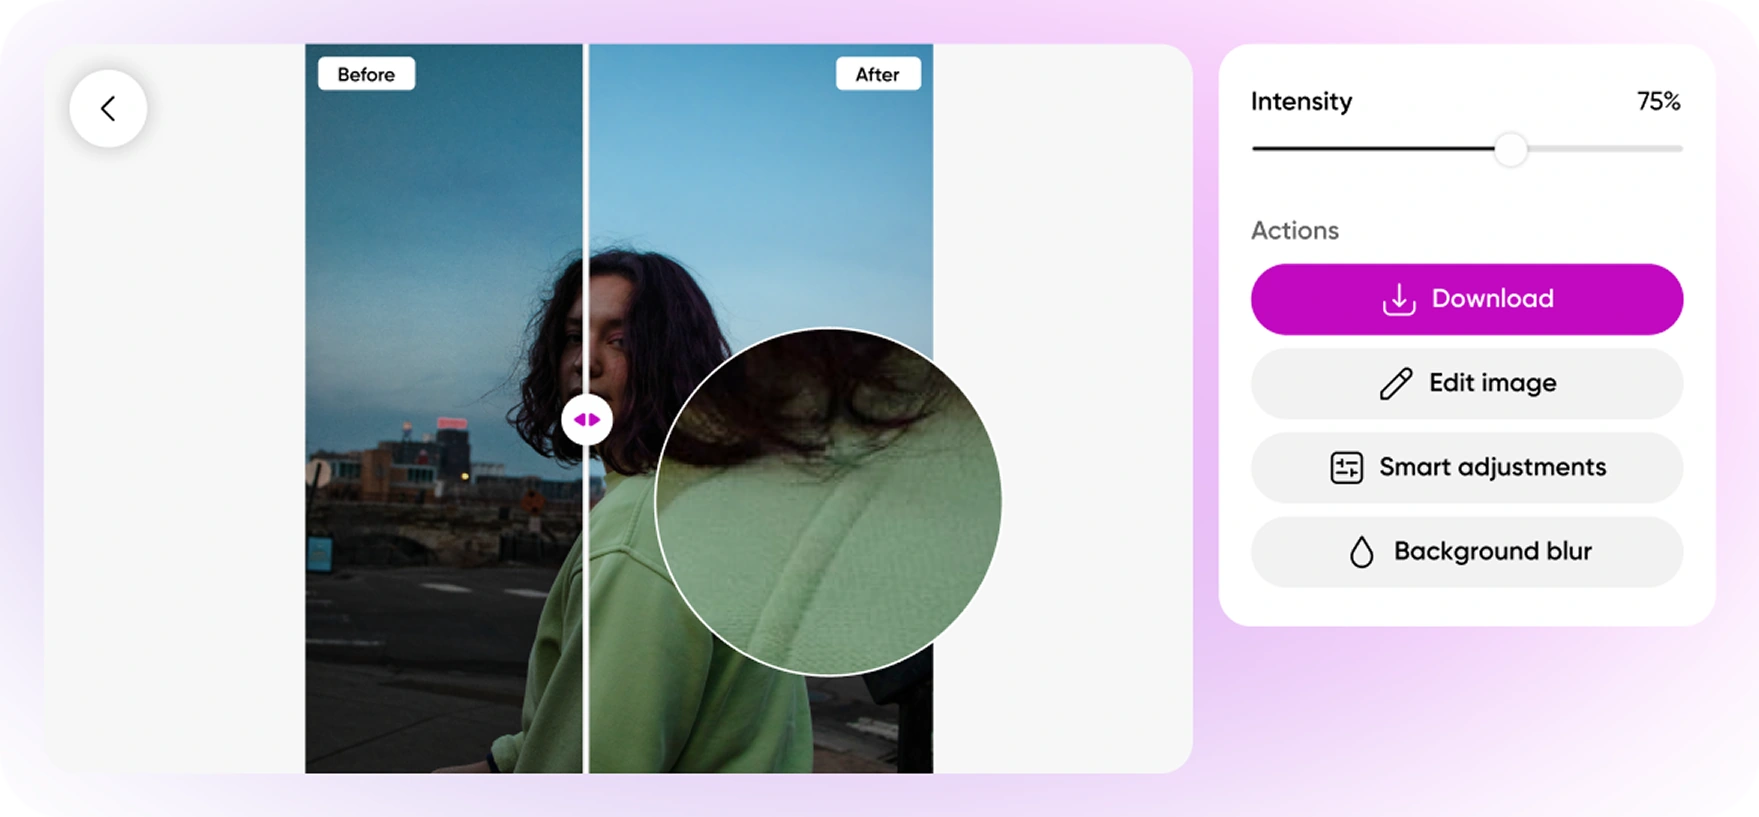 Before
After
Intensity
75%
Actions
Download
Edit image
Smart adjustments
Background blur